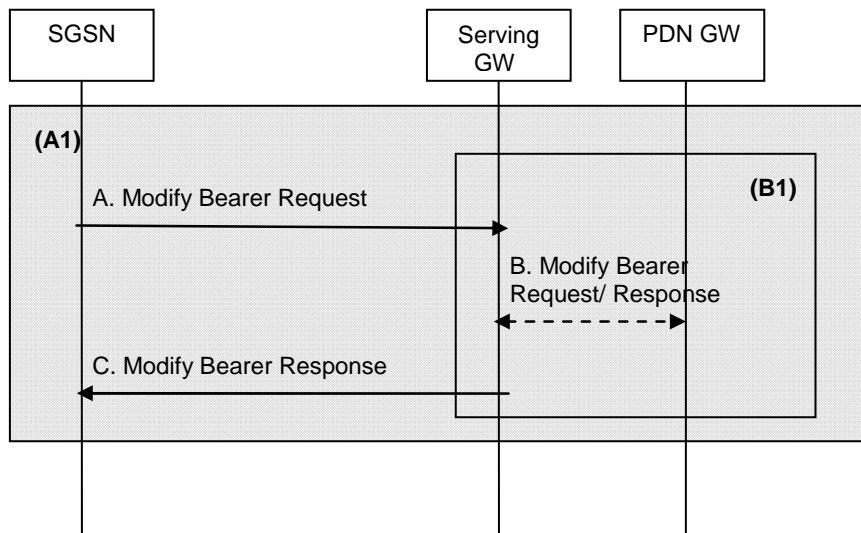 SGSN
Serving
GW
PDN GW
(A1)
A. Modify Bearer Request
(B1)
B. Modify Bearer
Request/ Response
C. Modify Bearer Response